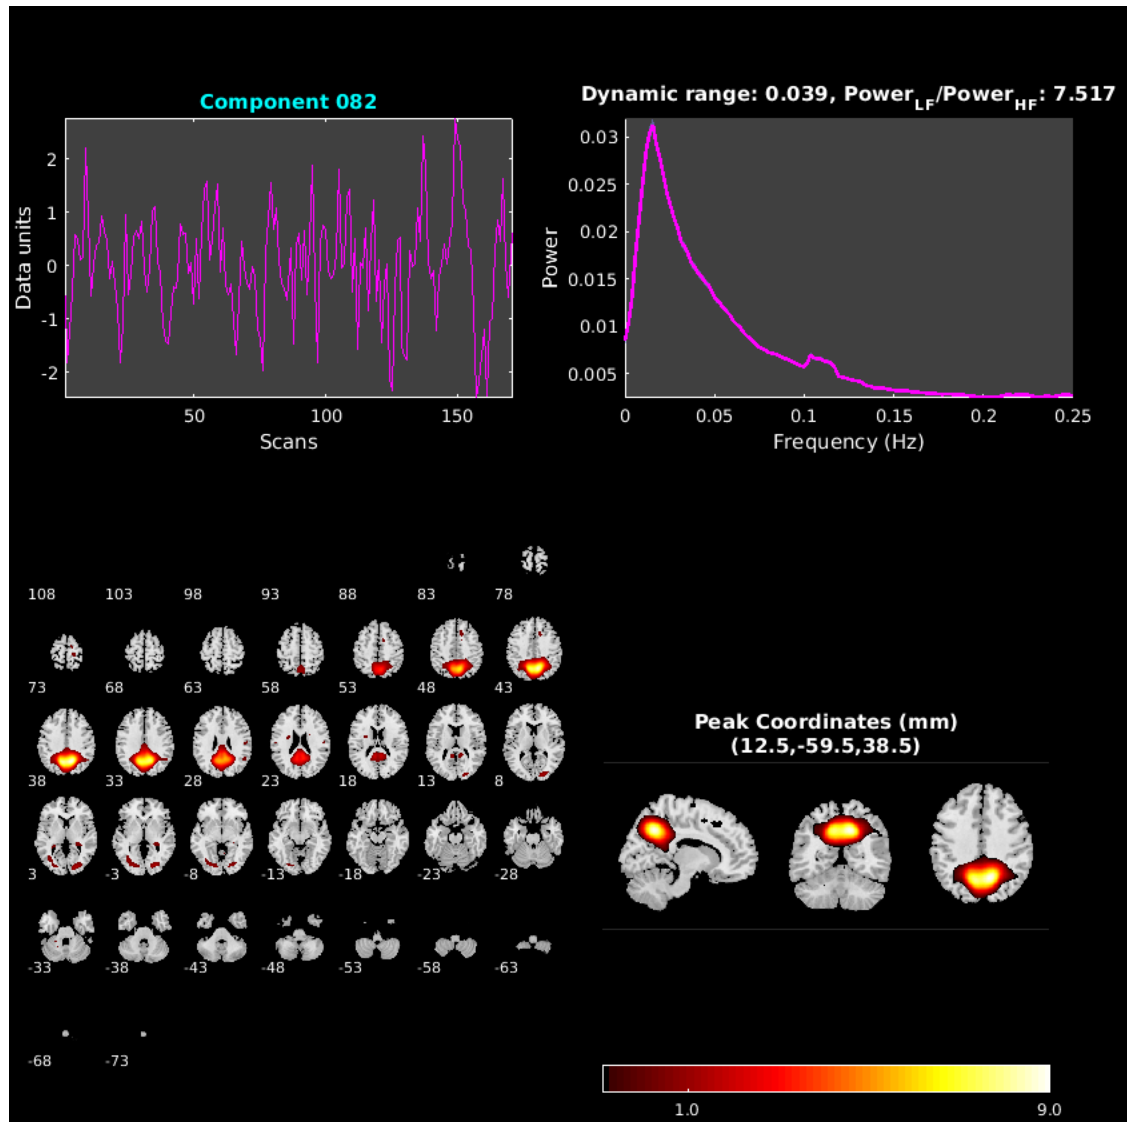 Component 082
Data units
2
1
0
-1
-2
50 100 150
Scans
Dynamic range: 0.039, Power_LF/Power_HF: 7.517
Power
0.03
0.025
0.02
0.015
0.01
0.005
0 0.05 0.1 0.15 0.2 0.25
Frequency (Hz)
108 103 98 93 88 83 78
73 68 63 58 53 48 43
38 33 28 23 18 13 8
3 -3 -8 -13 -18 -23 -28
-33 -38 -43 -48 -53 -58 -63
-68 -73
Peak Coordinates (mm)
(12.5,-59.5,38.5)
1.0 9.0